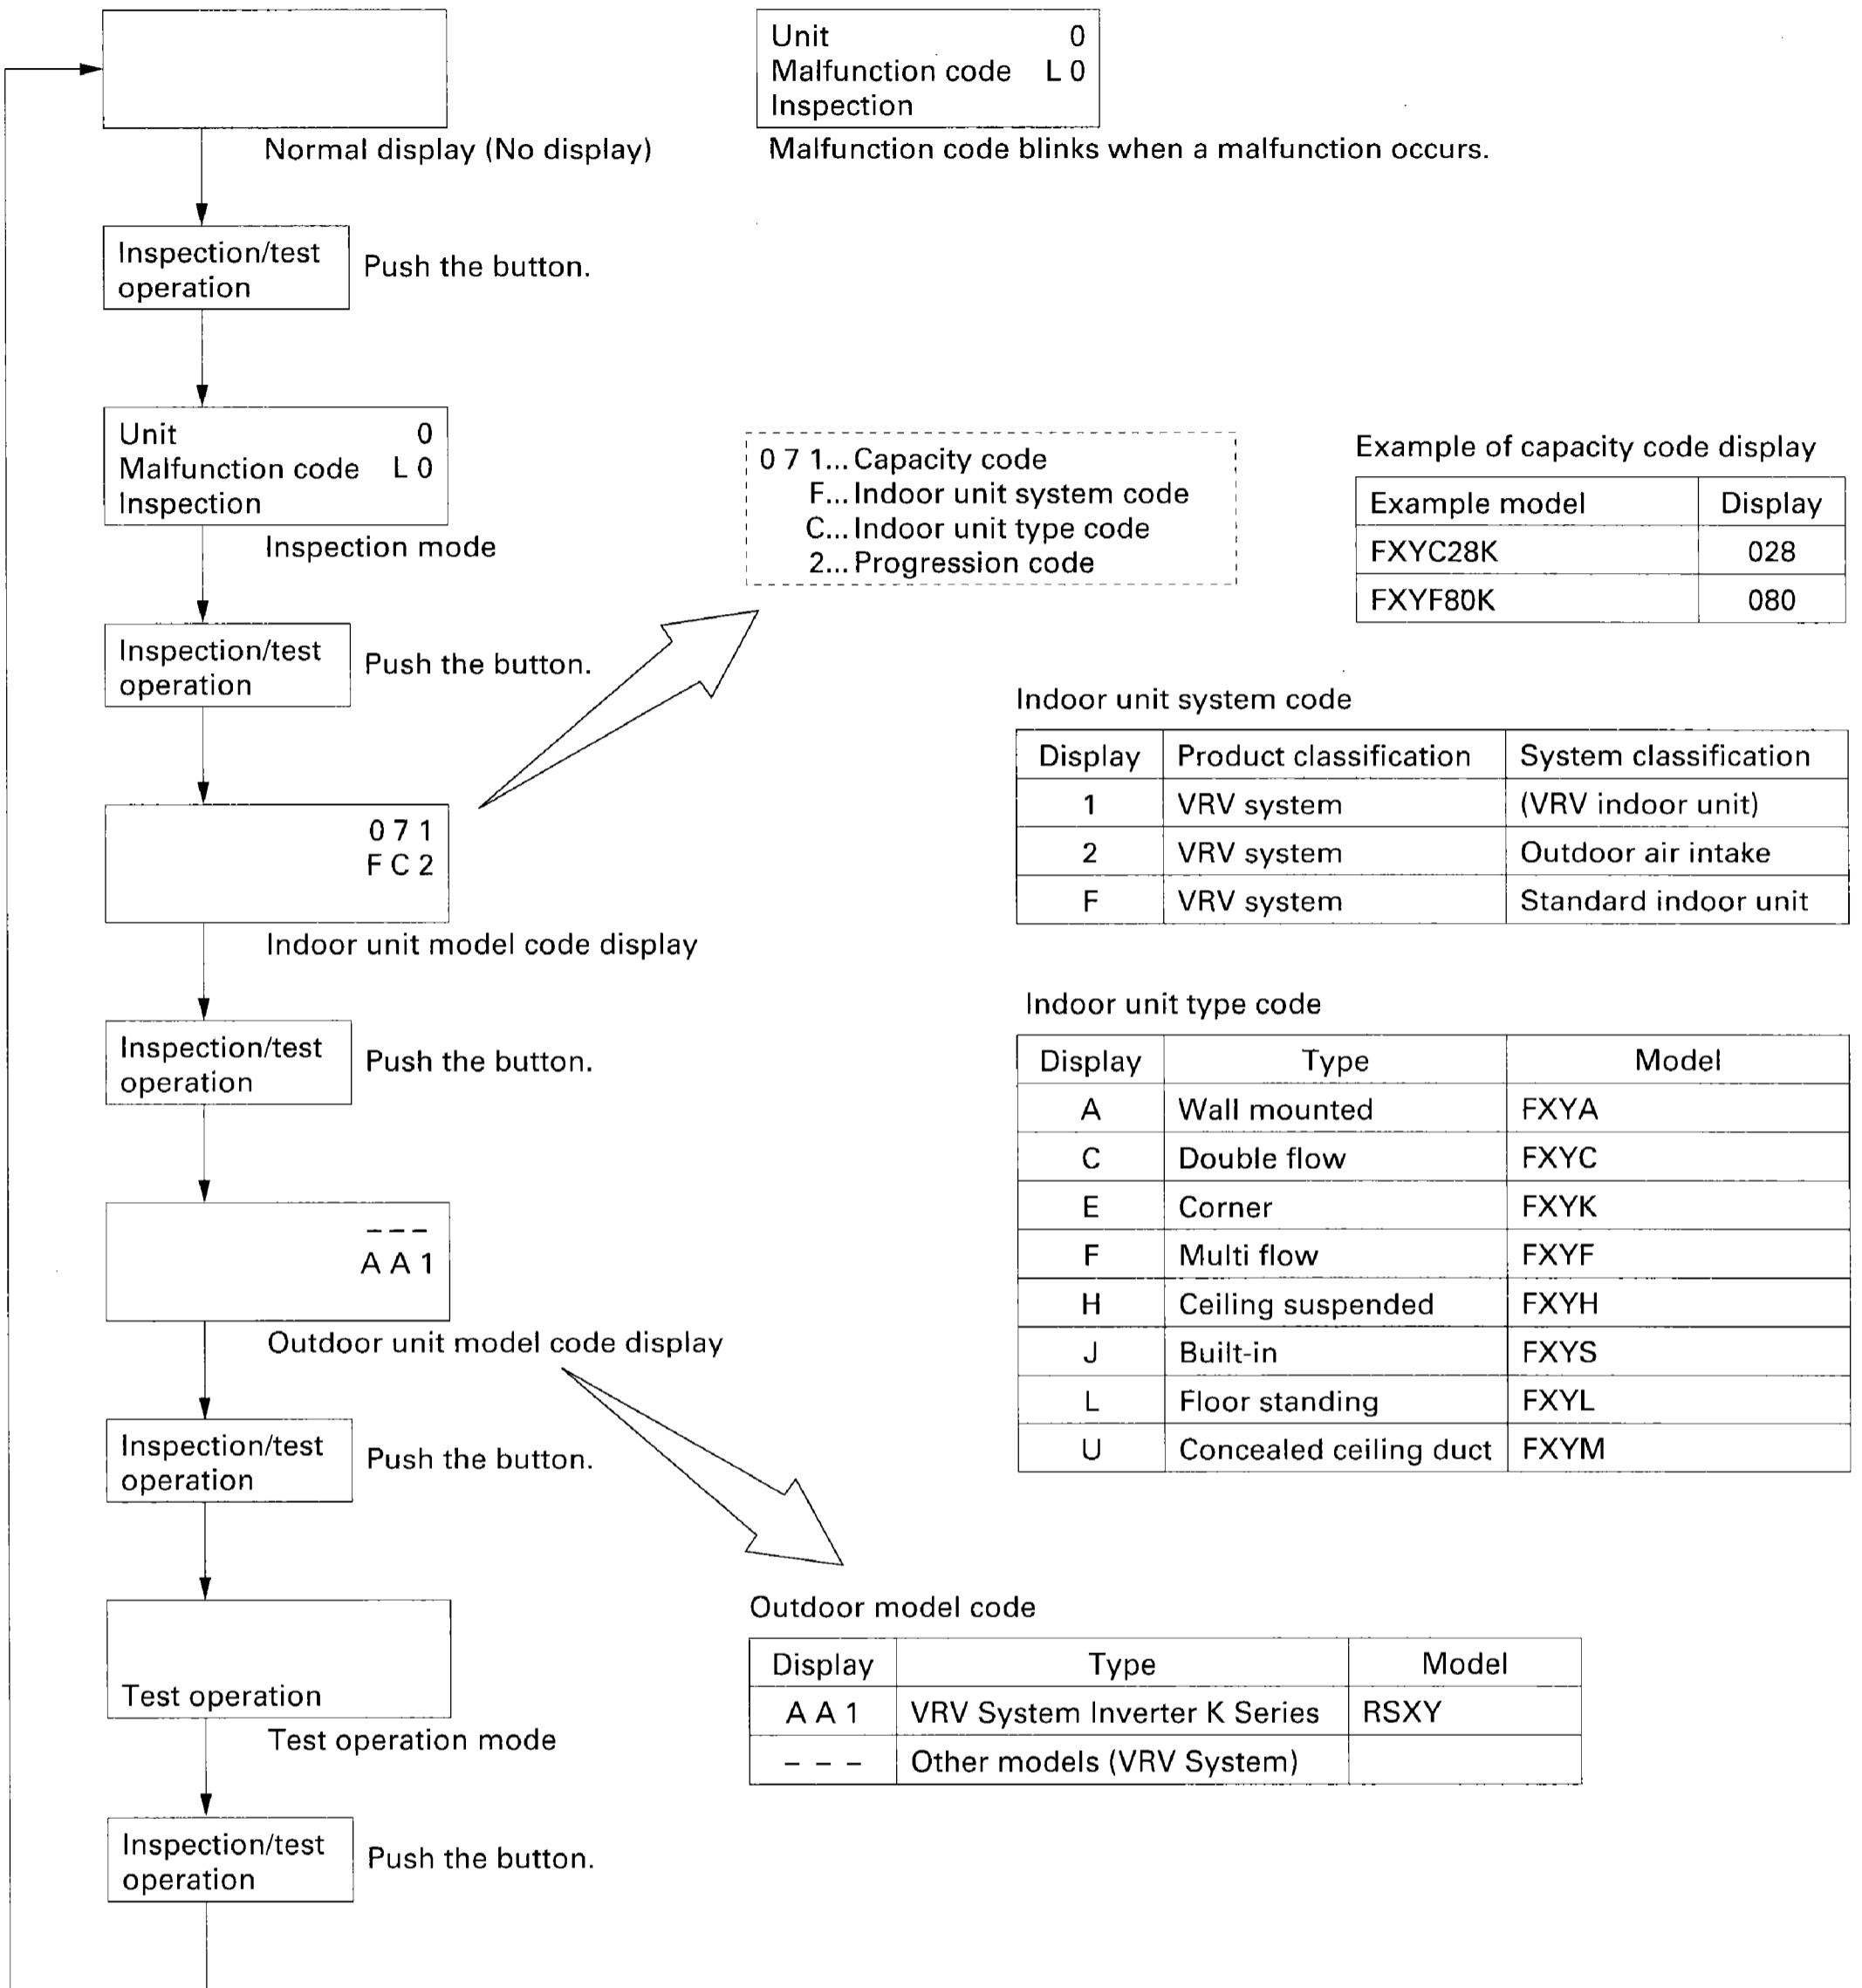 Normal display (No display)
Unit 0
Malfunction code L 0
Inspection
Malfunction code blinks when a malfunction occurs.
Inspection/test
operation
Push the button.
Unit 0
Malfunction code L 0
Inspection
Inspection mode
Inspection/test
operation
Push the button.
0 7 1
F C 2
Indoor unit model code display
Inspection/test
operation
Push the button.
– – –
A A 1
Outdoor unit model code display
Inspection/test
operation
Push the button.
Test operation
Test operation mode
Inspection/test
operation
Push the button.
0 7 1... Capacity code
F... Indoor unit system code
C... Indoor unit type code
2... Progression code
Example of capacity code display
Example model Display
FXYC28K 028
FXYF80K 080
Indoor unit system code
Display Product classification System classification
1 VRV system (VRV indoor unit)
2 VRV system Outdoor air intake
F VRV system Standard indoor unit
Indoor unit type code
Display Type Model
A Wall mounted FXYA
C Double flow FXYC
E Corner FXYK
F Multi flow FXYF
H Ceiling suspended FXYH
J Built-in FXYS
L Floor standing FXYL
U Concealed ceiling duct FXYM
Outdoor model code
Display Type Model
A A 1 VRV System Inverter K Series RSXY
– – – Other models (VRV System)